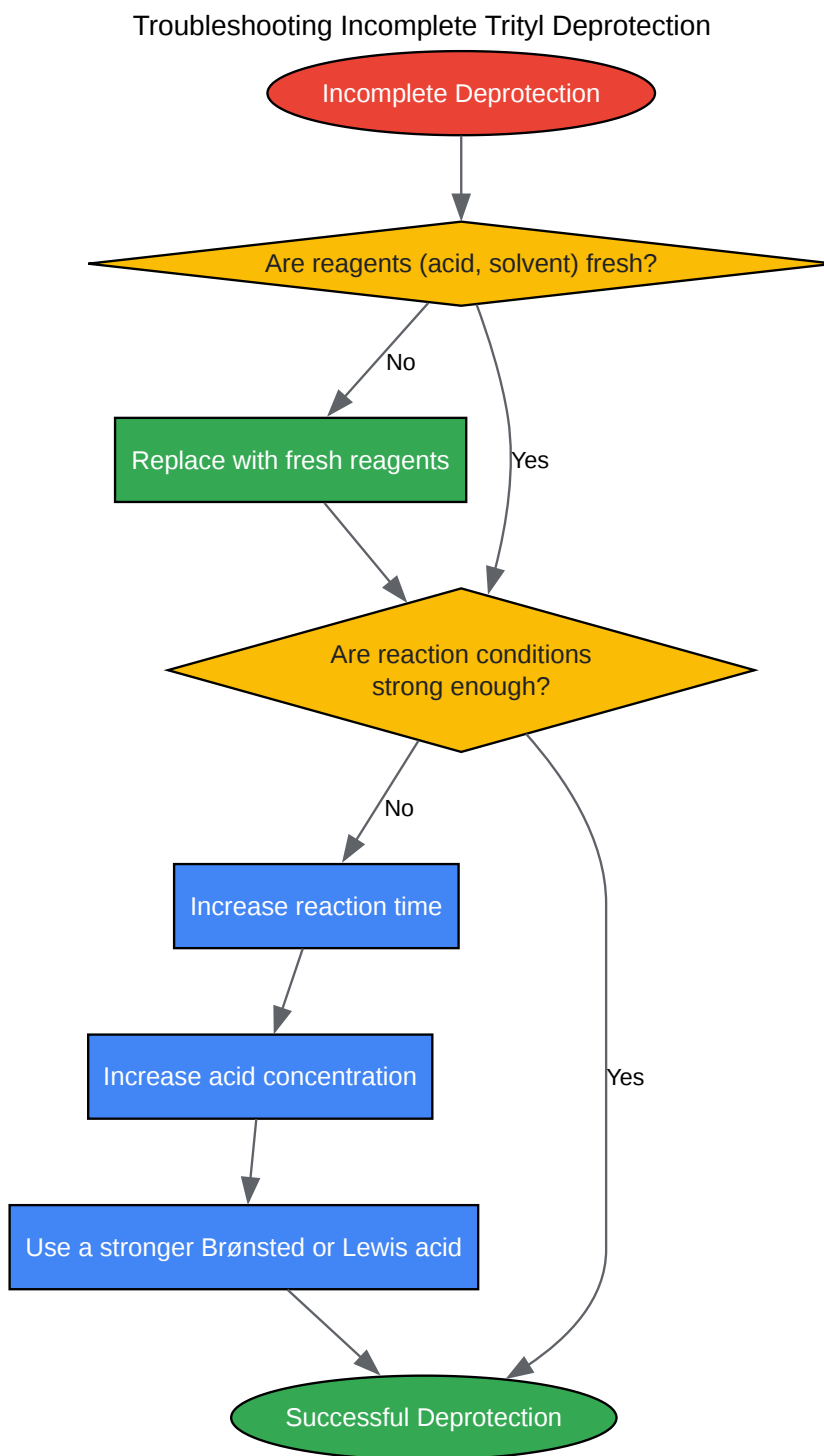 Troubleshooting Incomplete Trityl Deprotection
Incomplete Deprotection
Are reagents (acid, solvent) fresh?
No
Yes
Replace with fresh reagents
Are reaction conditions
strong enough?
No
Increase reaction time
Increase acid concentration
Yes
Use a stronger Brønsted or Lewis acid
Successful Deprotection